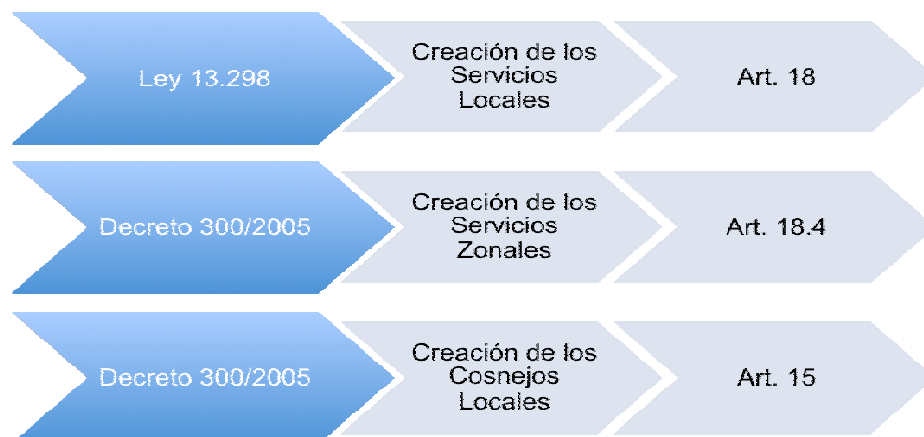 Ley 13.298
Creación de los
Servicios
Locales
Art. 18
Decreto 300/2005
Creación de los
Servicios
Zonales
Art. 18.4
Decreto 300/2005
Creación de los
Cosnejos
Locales
Art. 15